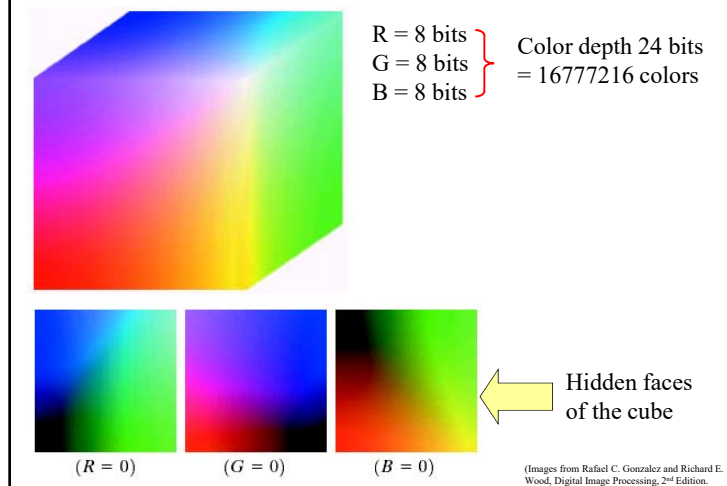 R = 8 bits
G = 8 bits
B = 8 bits
Color depth 24 bits
= 16777216 colors
(R = 0)
(G = 0)
(B = 0)
Hidden faces
of the cube
(Images from Rafael C. Gonzalez and Richard E.
Wood, Digital Image Processing, 2nd Edition.